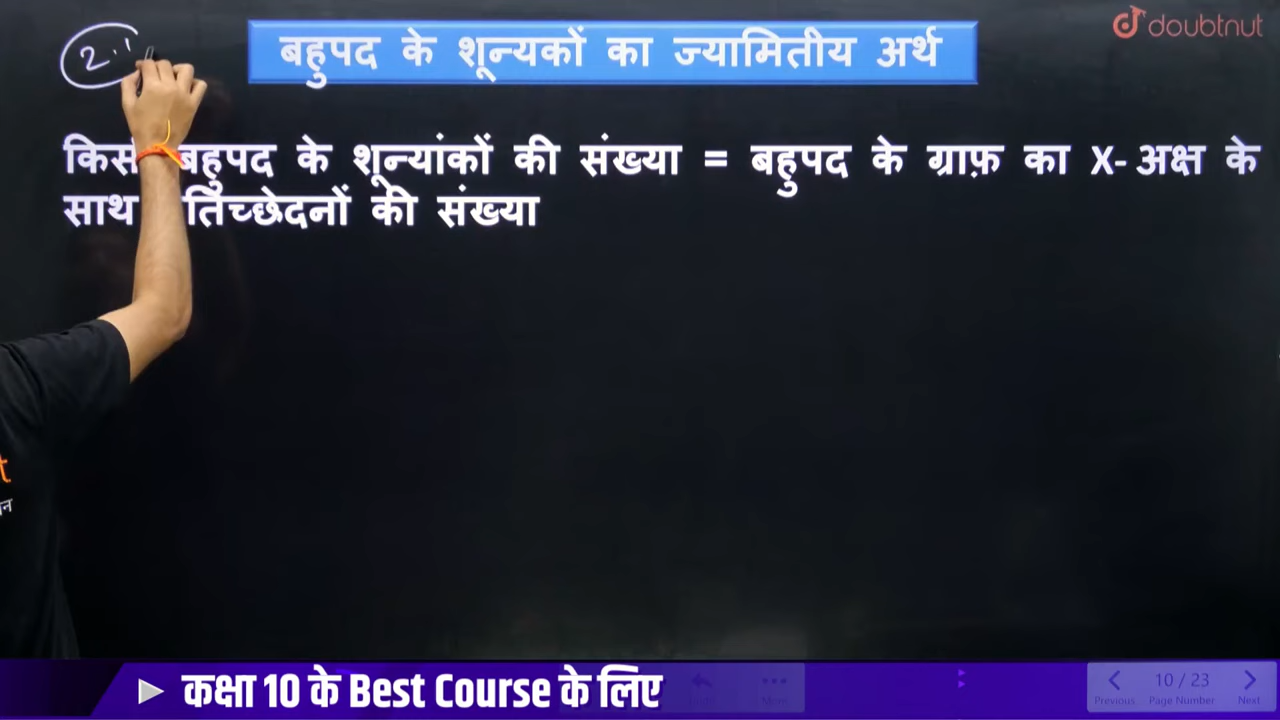 2.1
बहुपद के शून्यकों का ज्यामितीय अर्थ
doubtnut
बहुपद के शून्यांकों की संख्या = बहुपद के ग्राफ़ का X- अक्ष के
साथ की संख्या
कक्षा 10 के Best Course के लिए
10 / 23
Previous Page Number Next